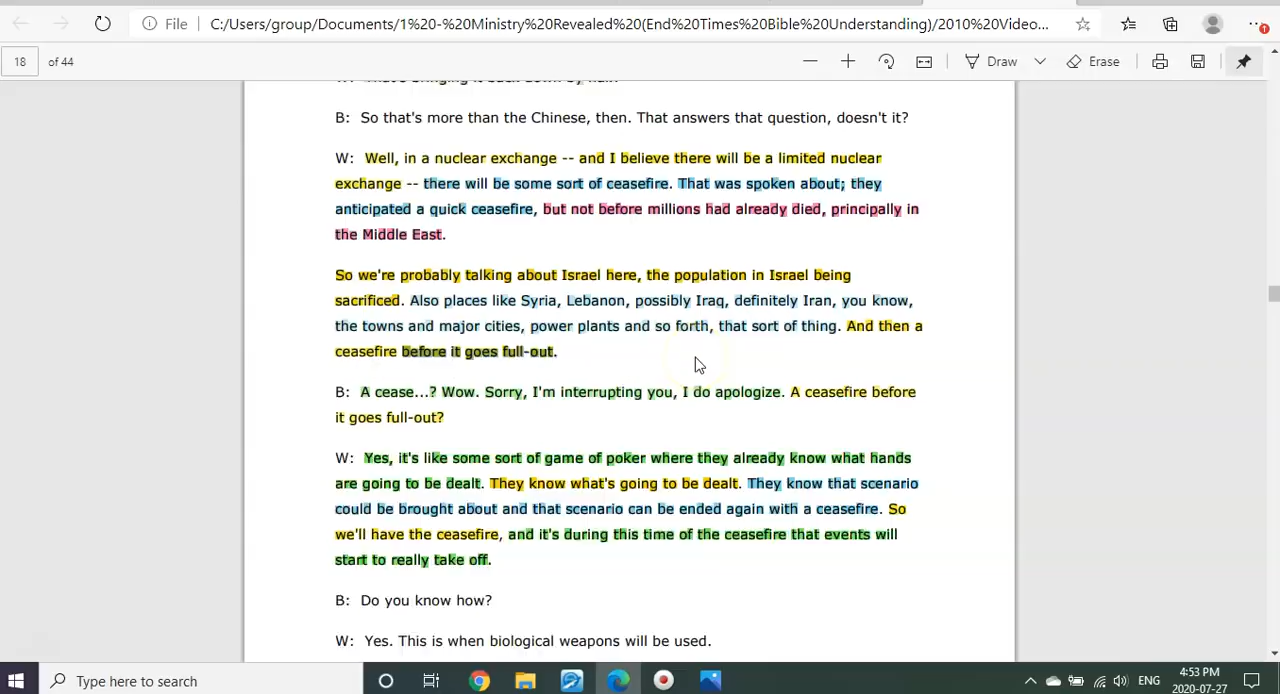 File C:/Users/group/Documents/1%20-%20Ministry%20Revealed%20(End%20Times%20Bible%20Understanding)/2010%20Video...
18 of 44 Draw Erase
B: So that's more than the Chinese, then. That answers that question, doesn't it?
W: Well, in a nuclear exchange -- and I believe there will be a limited nuclear
exchange -- there will be some sort of ceasefire. That was spoken about; they
anticipated a quick ceasefire, but not before millions had already died, principally in
the Middle East.
So we're probably talking about Israel here, the population in Israel being
sacrificed. Also places like Syria, Lebanon, possibly Iraq, definitely Iran, you know,
the towns and major cities, power plants and so forth, that sort of thing. And then a
ceasefire before it goes full-out.
B: A cease...? Wow. Sorry, I'm interrupting you, I do apologize. A ceasefire before
it goes full-out?
W: Yes, it's like some sort of game of poker where they already know what hands
are going to be dealt. They know what's going to be dealt. They know that scenario
could be brought about and that scenario can be ended again with a ceasefire. So
we'll have the ceasefire, and it's during this time of the ceasefire that events will
start to really take off.
B: Do you know how?
W: Yes. This is when biological weapons will be used.
Type here to search
ENG
4:53 PM
2020-07-27